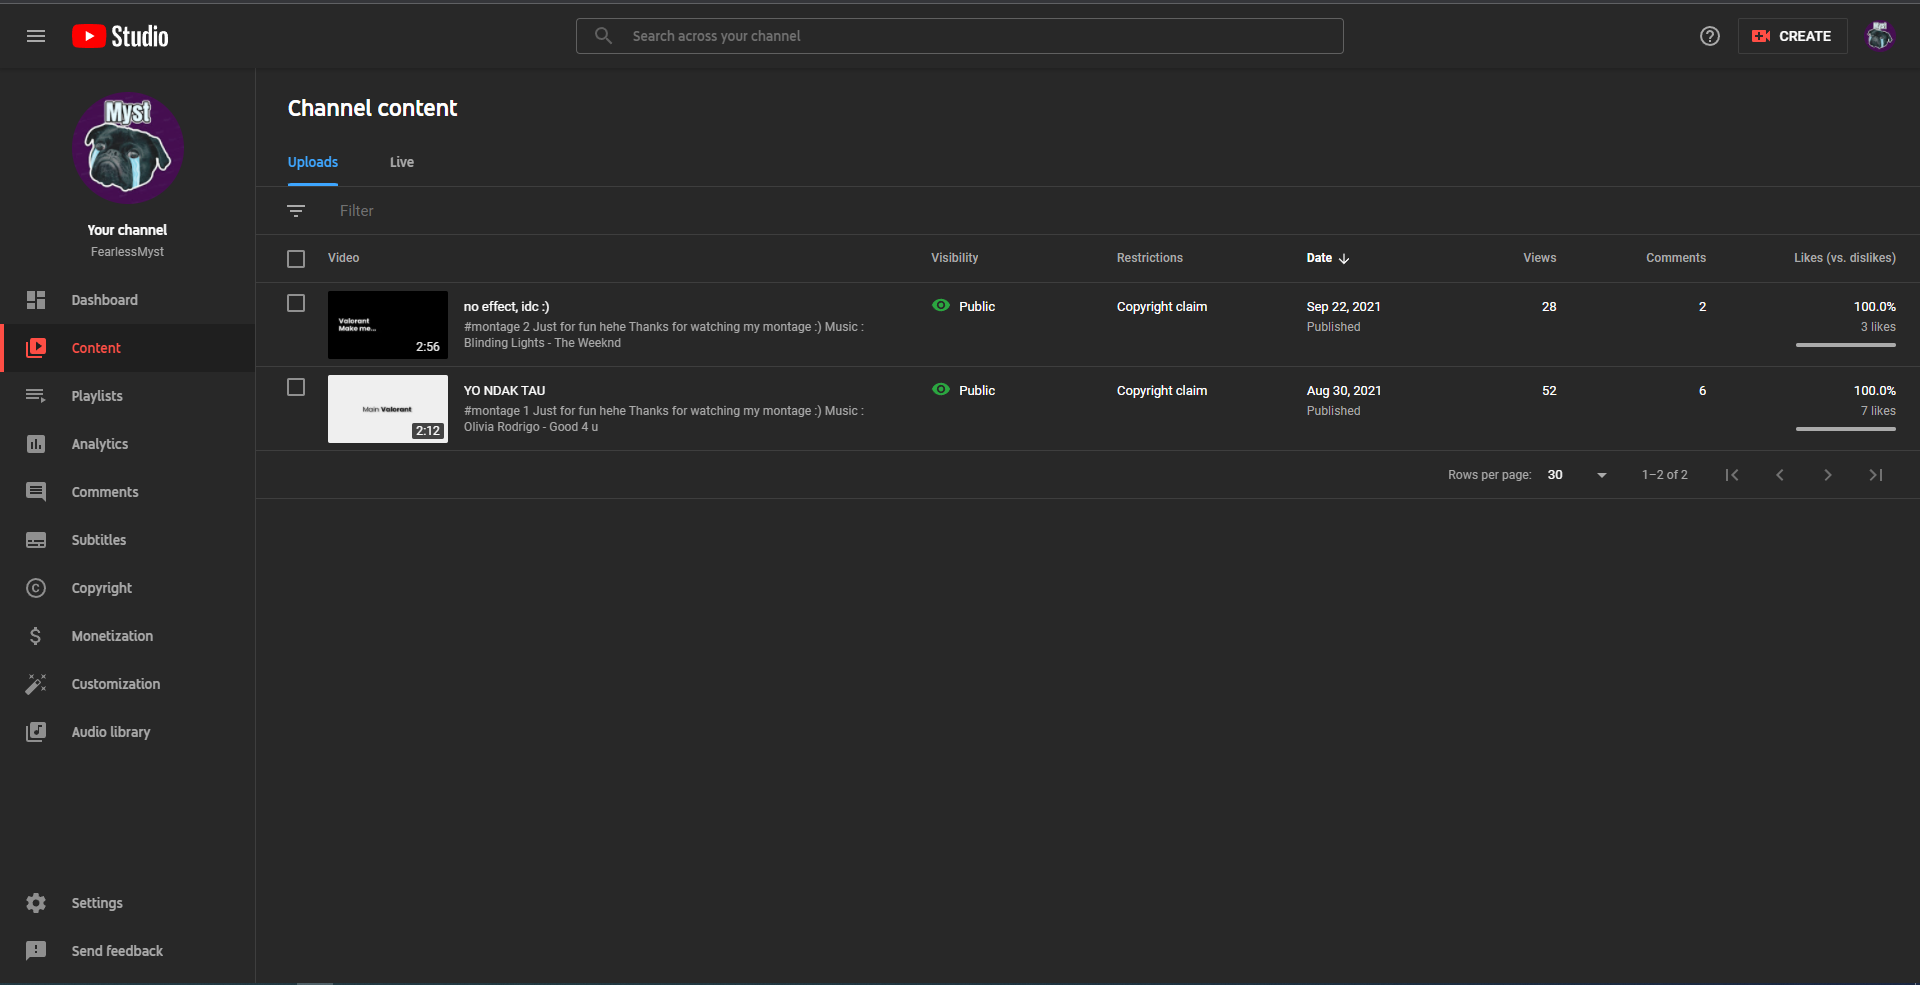 Studio
Search across your channel
CREATE
Myst
Your channel
FearlessMyst
Dashboard
Content
Playlists
Analytics
Comments
Subtitles
Copyright
Monetization
Customization
Audio library
Settings
Send feedback
Channel content
Uploads Live
Filter
Video Visibility Restrictions Date Views Comments Likes (vs. dislikes)
Valorant
Make me...
2:56
no effect, idc :) Public Copyright claim Sep 22, 2021 28 2 100.0%
#montage 2 Just for fun hehe Thanks for watching my montage :) Music : Published 3 likes
Blinding Lights - The Weeknd
Main Valorant
2:12
YO NDAK TAU Public Copyright claim Aug 30, 2021 52 6 100.0%
#montage 1 Just for fun hehe Thanks for watching my montage :) Music : Published 7 likes
Olivia Rodrigo - Good 4 u
Rows per page: 30 1–2 of 2